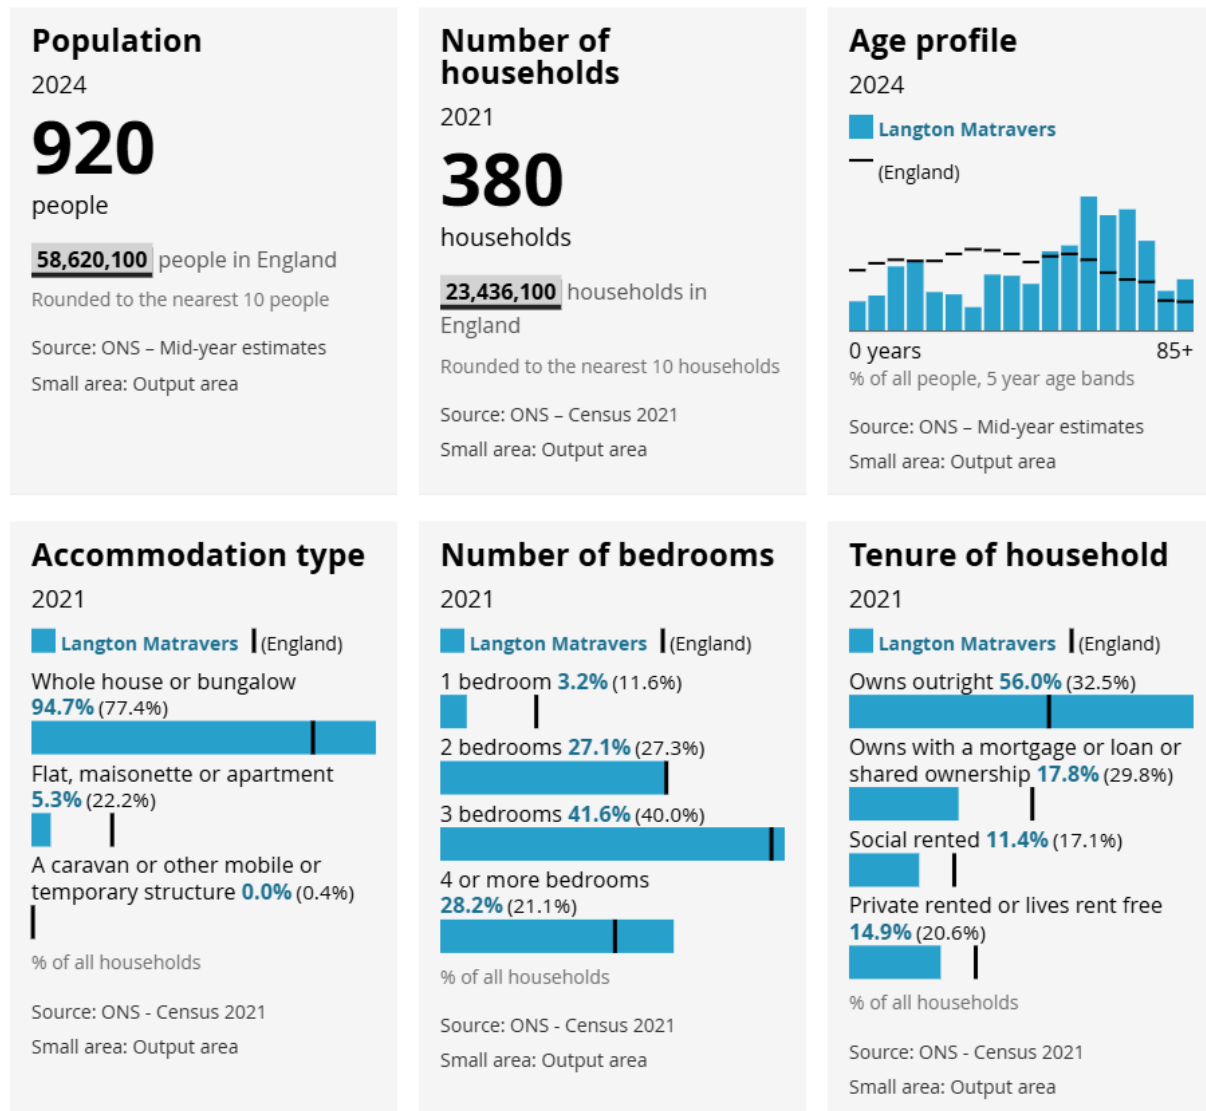 Population
2024
920
people
58,620,100 people in England
Rounded to the nearest 10 people
Source: ONS – Mid-year estimates
Small area: Output area
Number of
households
2021
380
households
23,436,100 households in
England
Rounded to the nearest 10 households
Source: ONS – Census 2021
Small area: Output area
Age profile
2024
Langton Matravers
(England)
0 years 85+
% of all people, 5 year age bands
Source: ONS – Mid-year estimates
Small area: Output area
Accommodation type
2021
Langton Matravers (England)
Whole house or bungalow
94.7% (77.4%)
Flat, maisonette or apartment
5.3% (22.2%)
A caravan or other mobile or
temporary structure 0.0% (0.4%)
% of all households
Source: ONS - Census 2021
Small area: Output area
Number of bedrooms
2021
Langton Matravers (England)
1 bedroom 3.2% (11.6%)
2 bedrooms 27.1% (27.3%)
3 bedrooms 41.6% (40.0%)
4 or more bedrooms
28.2% (21.1%)
% of all households
Source: ONS - Census 2021
Small area: Output area
Tenure of household
2021
Langton Matravers (England)
Owns outright 56.0% (32.5%)
Owns with a mortgage or loan or
shared ownership 17.8% (29.8%)
Social rented 11.4% (17.1%)
Private rented or lives rent free
14.9% (20.6%)
% of all households
Source: ONS - Census 2021
Small area: Output area